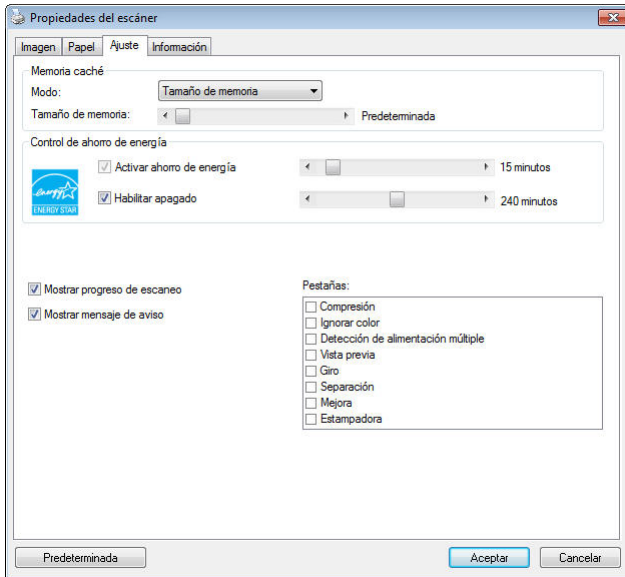 Propiedades del escáner
Imagen Papel Ajuste Información
Memoria caché
Modo: Tamaño de memoria
Tamaño de memoria: Predeterminada
Control de ahorro de energía
Activar ahorro de energía 15 minutos
Habilitar apagado 240 minutos
energy
ENERGY STAR
Mostrar progreso de escaneo
Mostrar mensaje de aviso
Pestañas:
Compresión
Ignorar color
Detección de alimentación múltiple
Vista previa
Giro
Separación
Mejora
Estampadora
Predeterminada Aceptar Cancelar